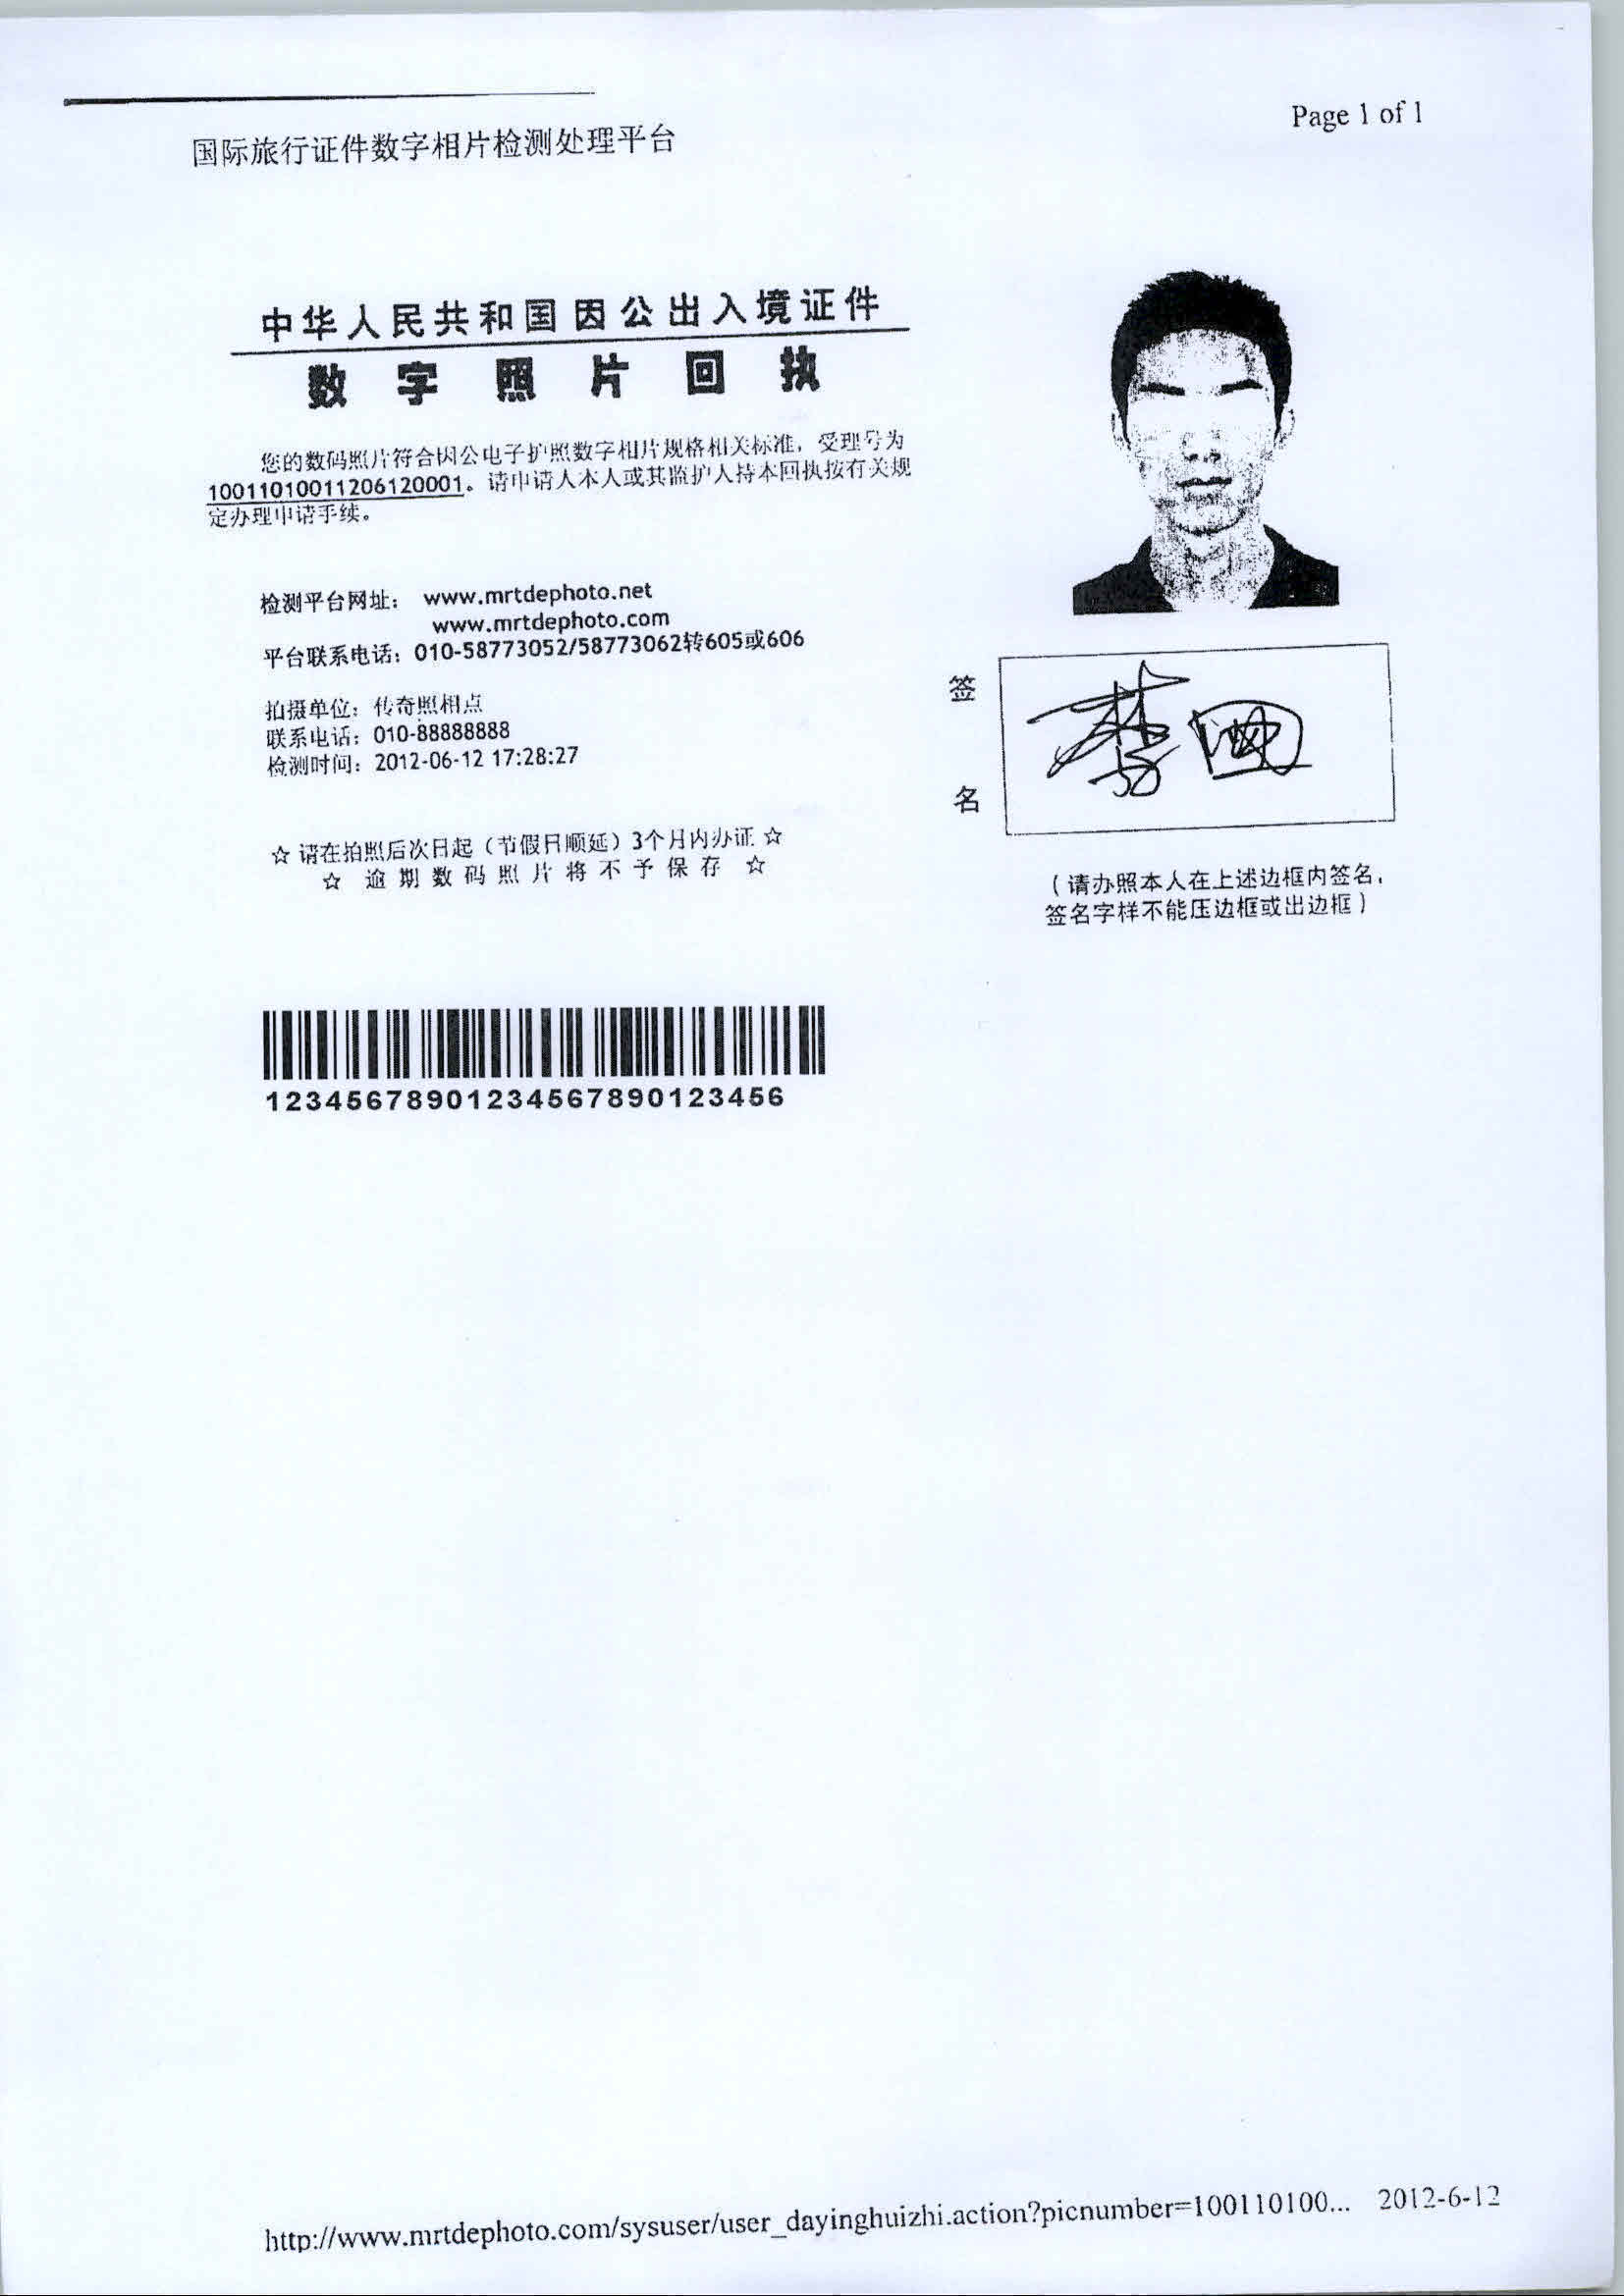 Page 1 of 1
国际旅行证件数字相片检测处理平台
中华人民共和国因公出入境证件
数字照片回执
您的数码照片符合因公电子护照数字相片规格相关标准，受理号为
10011010011206120001。请申请人本人或其监护人持本回执按有关规
定办理申请手续。
检测平台网址： www.mrtdephoto.net
www.mrtdephoto.com
平台联系电话：010-58773052/58773062转605或606
拍摄单位：传奇照相点
联系电话：010-88888888
检测时间：2012-06-12 17:28:27
☆ 请在拍照后次日起（节假日顺延）3个月内办证 ☆
☆ 逾期数码照片将不予保存 ☆
签
名
（请办照本人在上述边框内签名，
签名字样不能压边框或出边框）
12345678901234567890123456
http://www.mrtdephoto.com/sysuser/user_dayinghuizhi.action?picnumber=100110100... 2012-6-12